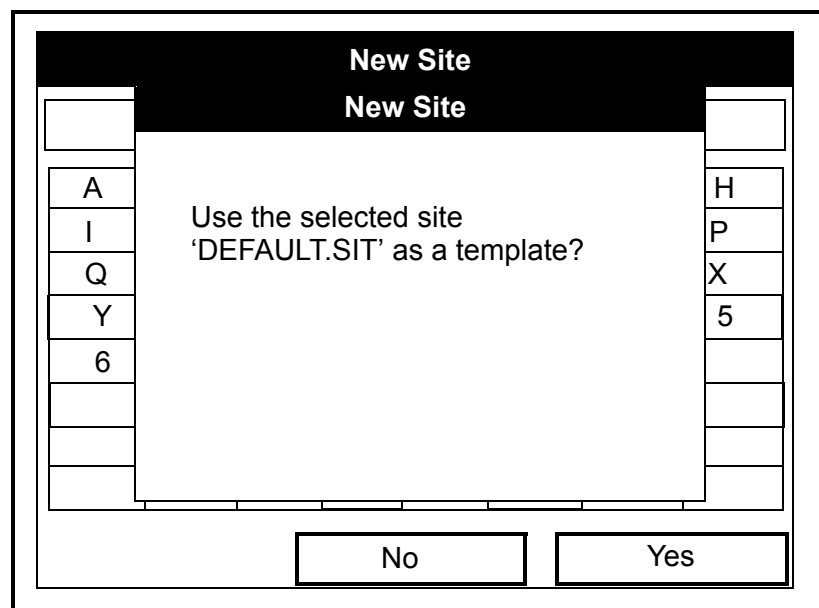 New Site
New Site
A H
Use the selected site
I P
‘DEFAULT.SIT’ as a template?
Q X
Y 5
6
No Yes